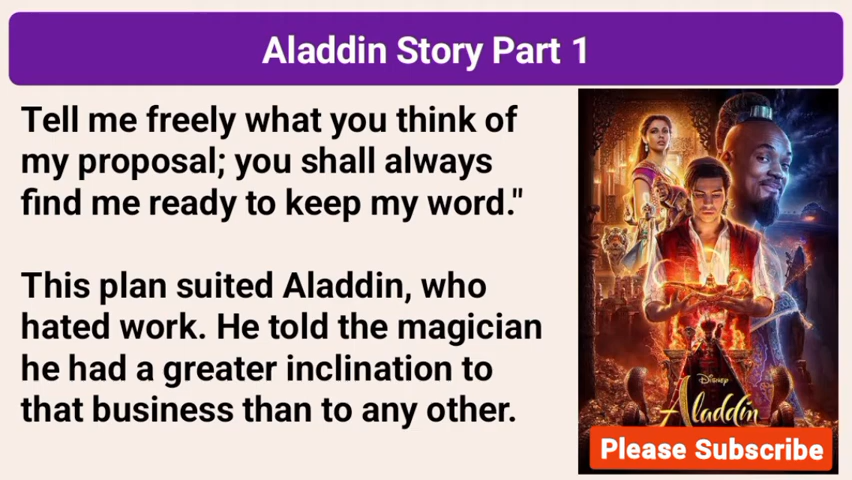 Aladdin Story Part 1
Tell me freely what you think of
my proposal; you shall always
find me ready to keep my word."
This plan suited Aladdin, who
hated work. He told the magician
he had a greater inclination to
that business than to any other.
Disney
Aladdin
Please Subscribe